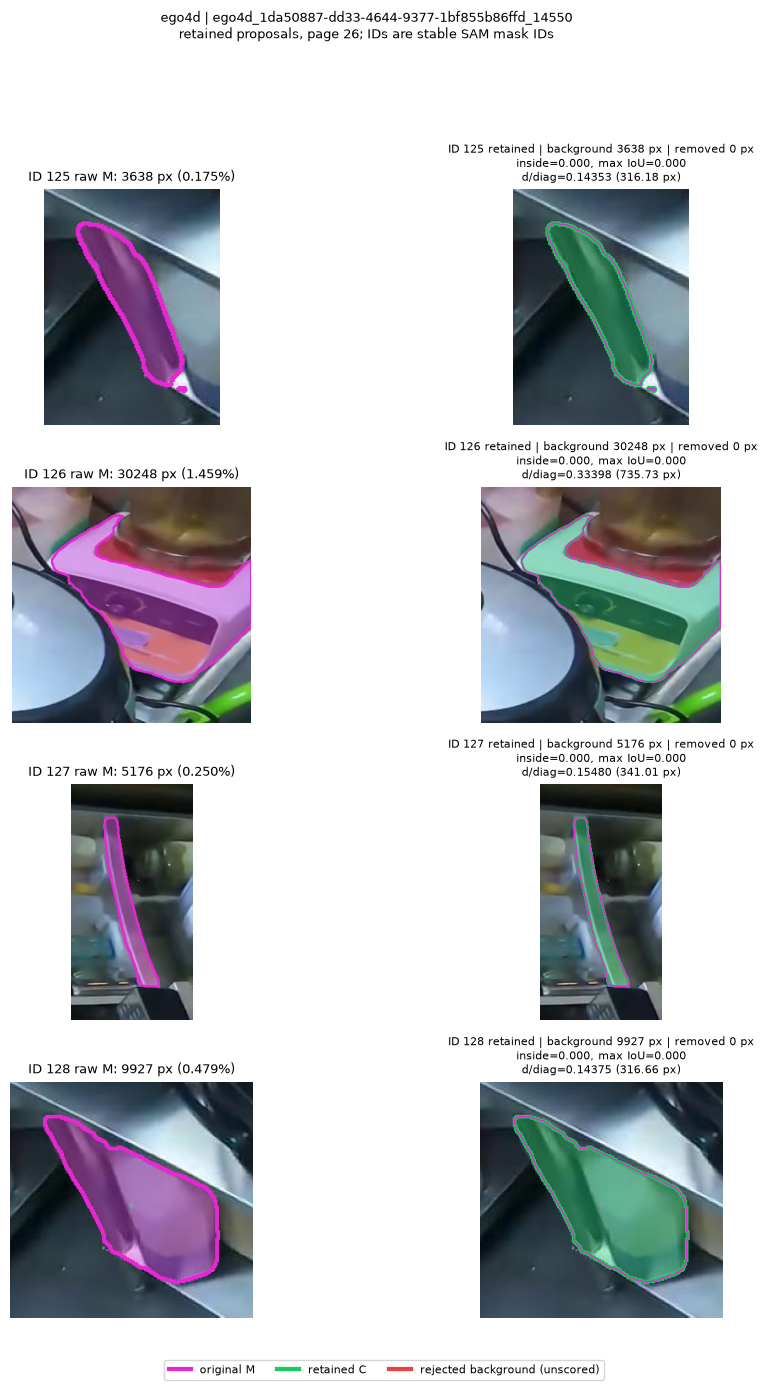 ego4d | ego4d_1da50887-dd33-4644-9377-1bf855b86ffd_14550
retained proposals, page 26; IDs are stable SAM mask IDs
ID 125 raw M: 3638 px (0.175%)
ID 125 retained | background 3638 px | removed 0 px
inside=0.000, max IoU=0.000
d/diag=0.14353 (316.18 px)
ID 126 raw M: 30248 px (1.459%)
ID 126 retained | background 30248 px | removed 0 px
inside=0.000, max IoU=0.000
d/diag=0.33398 (735.73 px)
ID 127 raw M: 5176 px (0.250%)
ID 127 retained | background 5176 px | removed 0 px
inside=0.000, max IoU=0.000
d/diag=0.15480 (341.01 px)
ID 128 raw M: 9927 px (0.479%)
ID 128 retained | background 9927 px | removed 0 px
inside=0.000, max IoU=0.000
d/diag=0.14375 (316.66 px)
original M
retained C
rejected background (unscored)